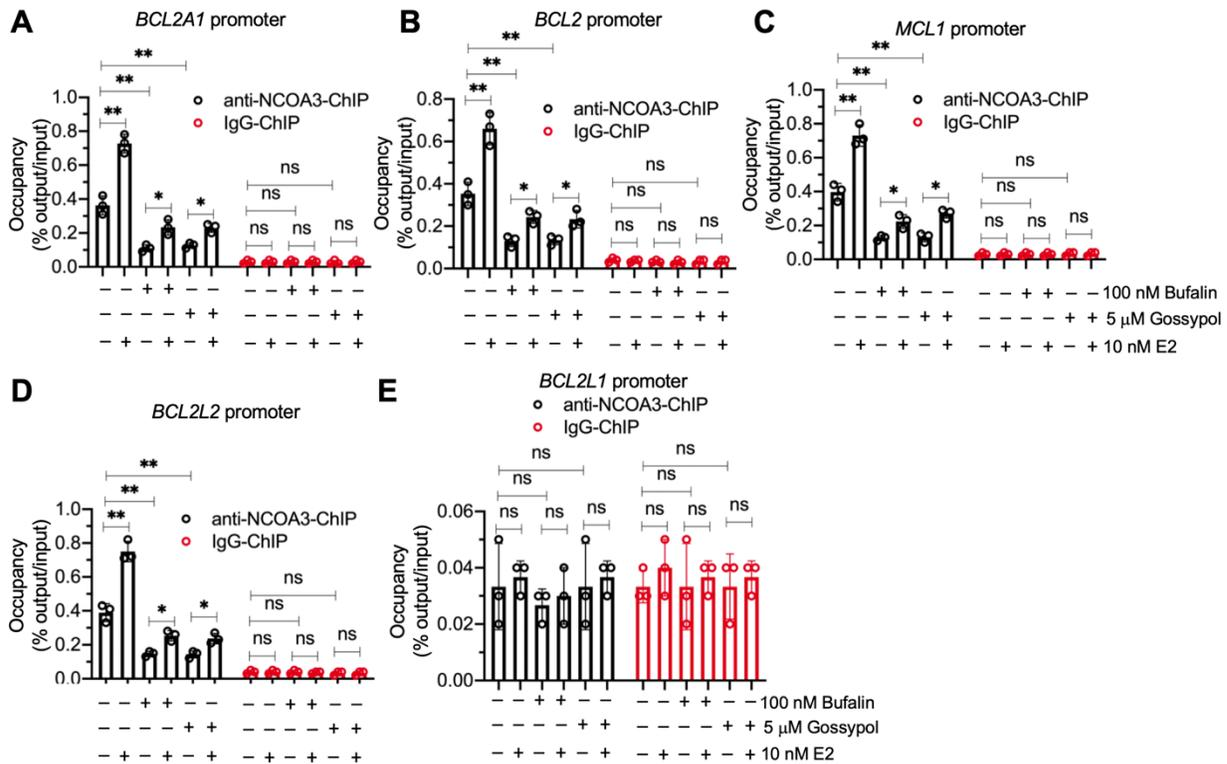 A
BCL2A1 promoter
** ** **
* *
anti-NCOA3-ChIP
IgG-ChIP
ns ns ns ns ns
Occupancy
(% output/input)
1.0
0.8
0.6
0.4
0.2
0.0
− − + + − − − − + + − −
− − − − + + − − − − + +
− + − + − + − + − + − +
B
BCL2 promoter
** ** **
* *
anti-NCOA3-ChIP
IgG-ChIP
ns ns ns ns ns
Occupancy
(% output/input)
0.8
0.6
0.4
0.2
0.0
− − + + − − − − + + − −
− − − − + + − − − − + +
− + − + − + − + − + − +
C
MCL1 promoter
** ** **
* *
anti-NCOA3-ChIP
IgG-ChIP
ns ns ns ns ns
Occupancy
(% output/input)
1.0
0.8
0.6
0.4
0.2
0.0
− − + + − − − − + + − − 100 nM Bufalin
− − − − + + − − − − + + 5 μM Gossypol
− + − + − + − + − + − + 10 nM E2
D
BCL2L2 promoter
** ** **
* *
anti-NCOA3-ChIP
IgG-ChIP
ns ns ns ns ns
Occupancy
(% output/input)
1.0
0.8
0.6
0.4
0.2
0.0
− − + + − − − − + + − −
− − − − + + − − − − + +
− + − + − + − + − + − +
E
BCL2L1 promoter
anti-NCOA3-ChIP
IgG-ChIP
ns ns ns ns ns
ns ns ns ns ns
Occupancy
(% output/input)
0.06
0.04
0.02
0.00
− − + + − − − − + + − − 100 nM Bufalin
− − − − + + − − − − + + 5 μM Gossypol
− + − + − + − + − + − + 10 nM E2